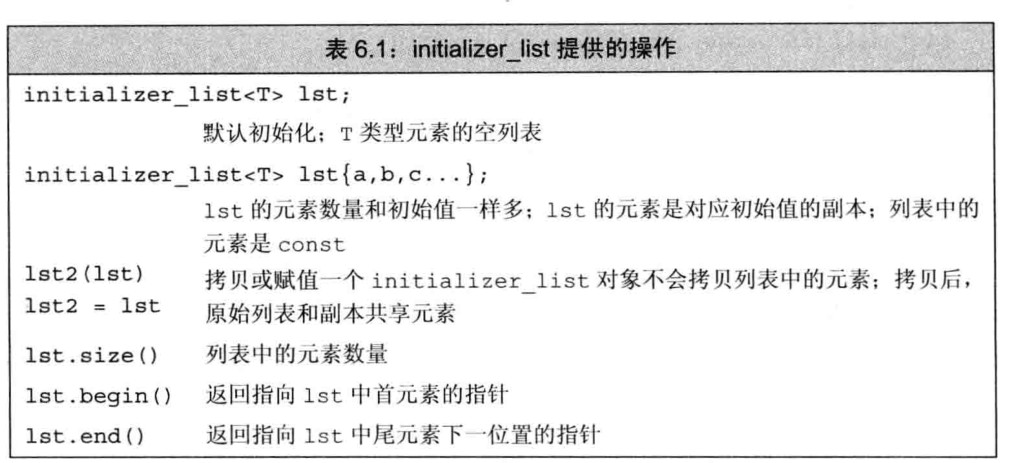 表 6.1：initializer_list 提供的操作
initializer_list<T> lst;
默认初始化；T 类型元素的空列表
initializer_list<T> lst{a,b,c...};
lst 的元素数量和初始值一样多；lst 的元素是对应初始值的副本；列表中的
元素是 const
lst2(lst) 拷贝或赋值一个 initializer_list 对象不会拷贝列表中的元素；拷贝后，
lst2 = lst 原始列表和副本共享元素
lst.size() 列表中的元素数量
lst.begin() 返回指向 lst 中首元素的指针
lst.end() 返回指向 lst 中尾元素下一位置的指针